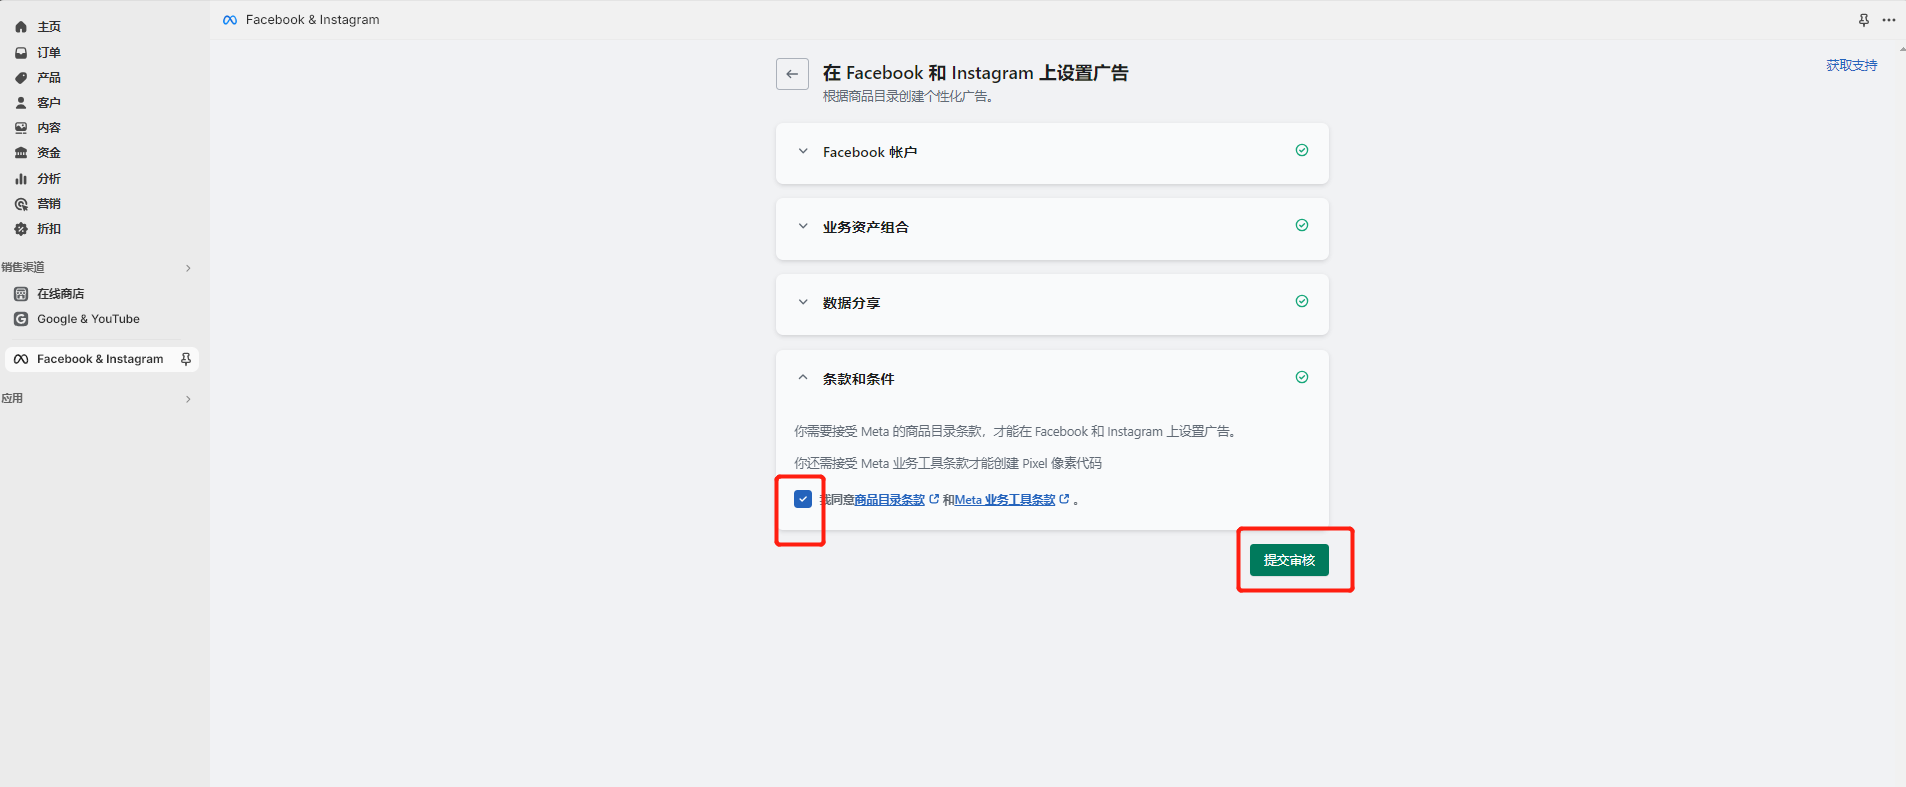 主页
订单
产品
客户
内容
资金
分析
营销
折扣
销售渠道
在线商店
Google & YouTube
Facebook & Instagram
应用
Facebook & Instagram
获取支持
在 Facebook 和 Instagram 上设置广告
根据商品目录创建个性化广告。
Facebook 帐户
业务资产组合
数据分享
条款和条件
你需要接受 Meta 的商品目录条款，才能在 Facebook 和 Instagram 上设置广告。
你还需接受 Meta 业务工具条款才能创建 Pixel 像素代码
我同意商品目录条款 和Meta 业务工具条款 。
提交审核